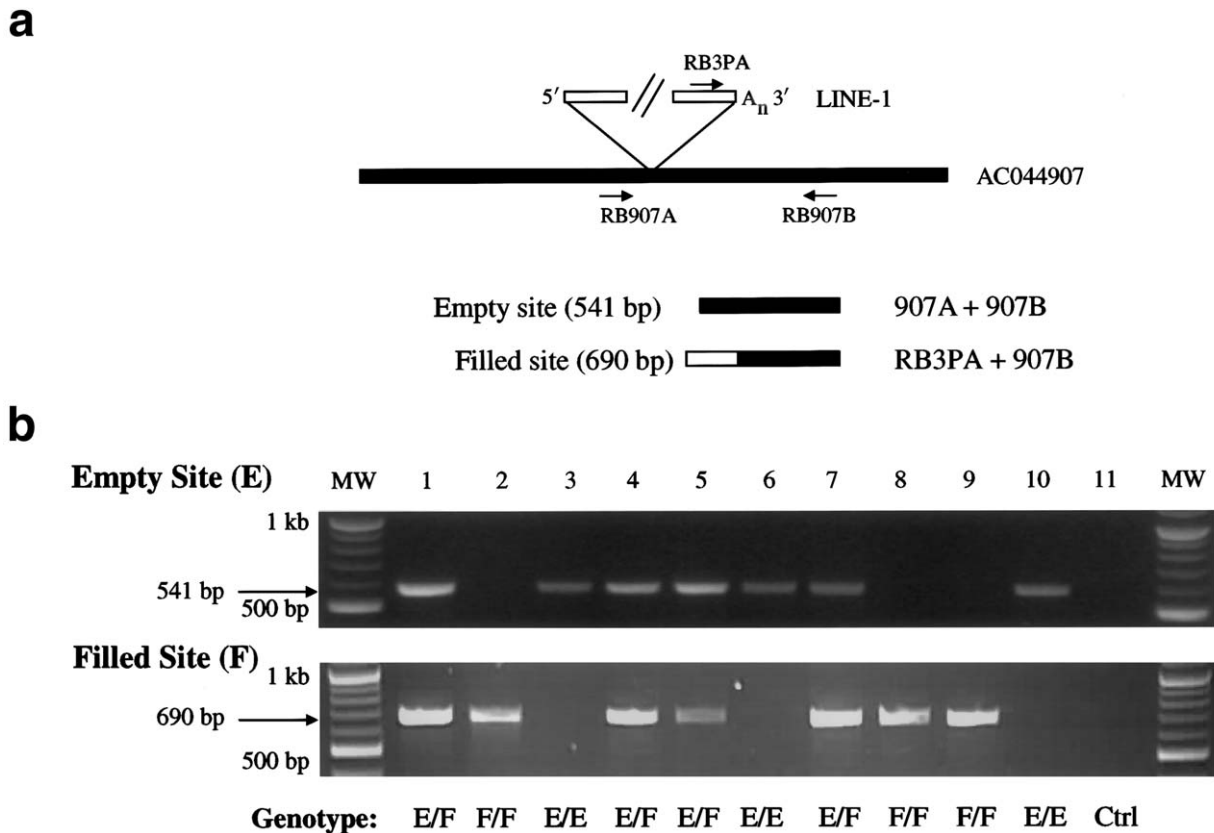 a
RB3PA
5′ // Aₙ 3′ LINE-1
AC044907
RB907A RB907B
Empty site (541 bp) 907A + 907B
Filled site (690 bp) RB3PA + 907B
b
Empty Site (E) MW 1 2 3 4 5 6 7 8 9 10 11 MW
1 kb
541 bp
500 bp
Filled Site (F)
1 kb
690 bp
500 bp
Genotype: E/F F/F E/E E/F E/F E/E E/F F/F F/F E/E Ctrl